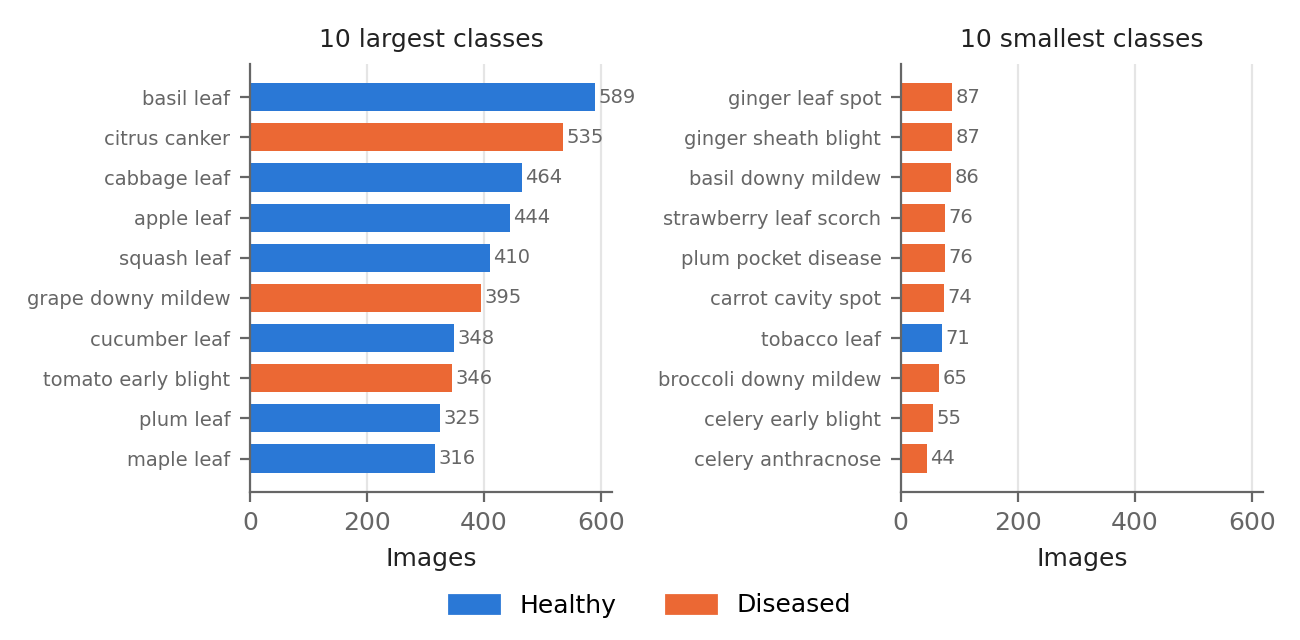 10 largest classes
basil leaf 589
citrus canker 535
cabbage leaf 464
apple leaf 444
squash leaf 410
grape downy mildew 395
cucumber leaf 348
tomato early blight 346
plum leaf 325
maple leaf 316
0 200 400 600
Images
10 smallest classes
ginger leaf spot 87
ginger sheath blight 87
basil downy mildew 86
strawberry leaf scorch 76
plum pocket disease 76
carrot cavity spot 74
tobacco leaf 71
broccoli downy mildew 65
celery early blight 55
celery anthracnose 44
0 200 400 600
Images
Healthy Diseased